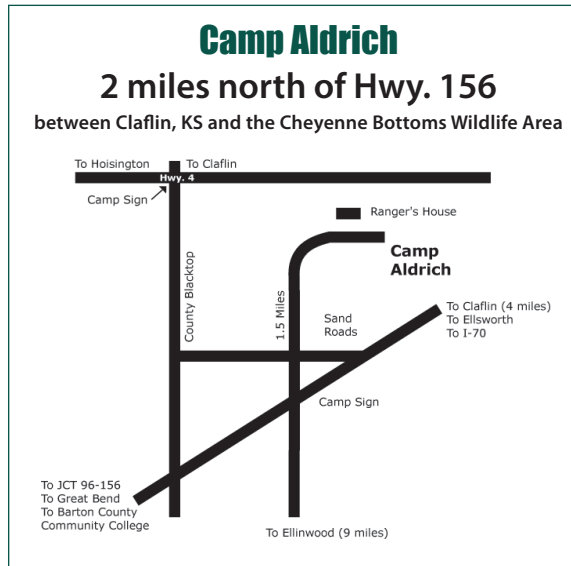 Camp Aldrich
2 miles north of Hwy. 156
between Claflin, KS and the Cheyenne Bottoms Wildlife Area
To Hoisington
To Claflin
Hwy. 4
Camp Sign
Ranger's House
Camp
Aldrich
County Blacktop
1.5 Miles
Sand
Roads
To Claflin (4 miles)
To Ellsworth
To I-70
Camp Sign
To JCT 96-156
To Great Bend
To Barton County
Community College
To Ellinwood (9 miles)